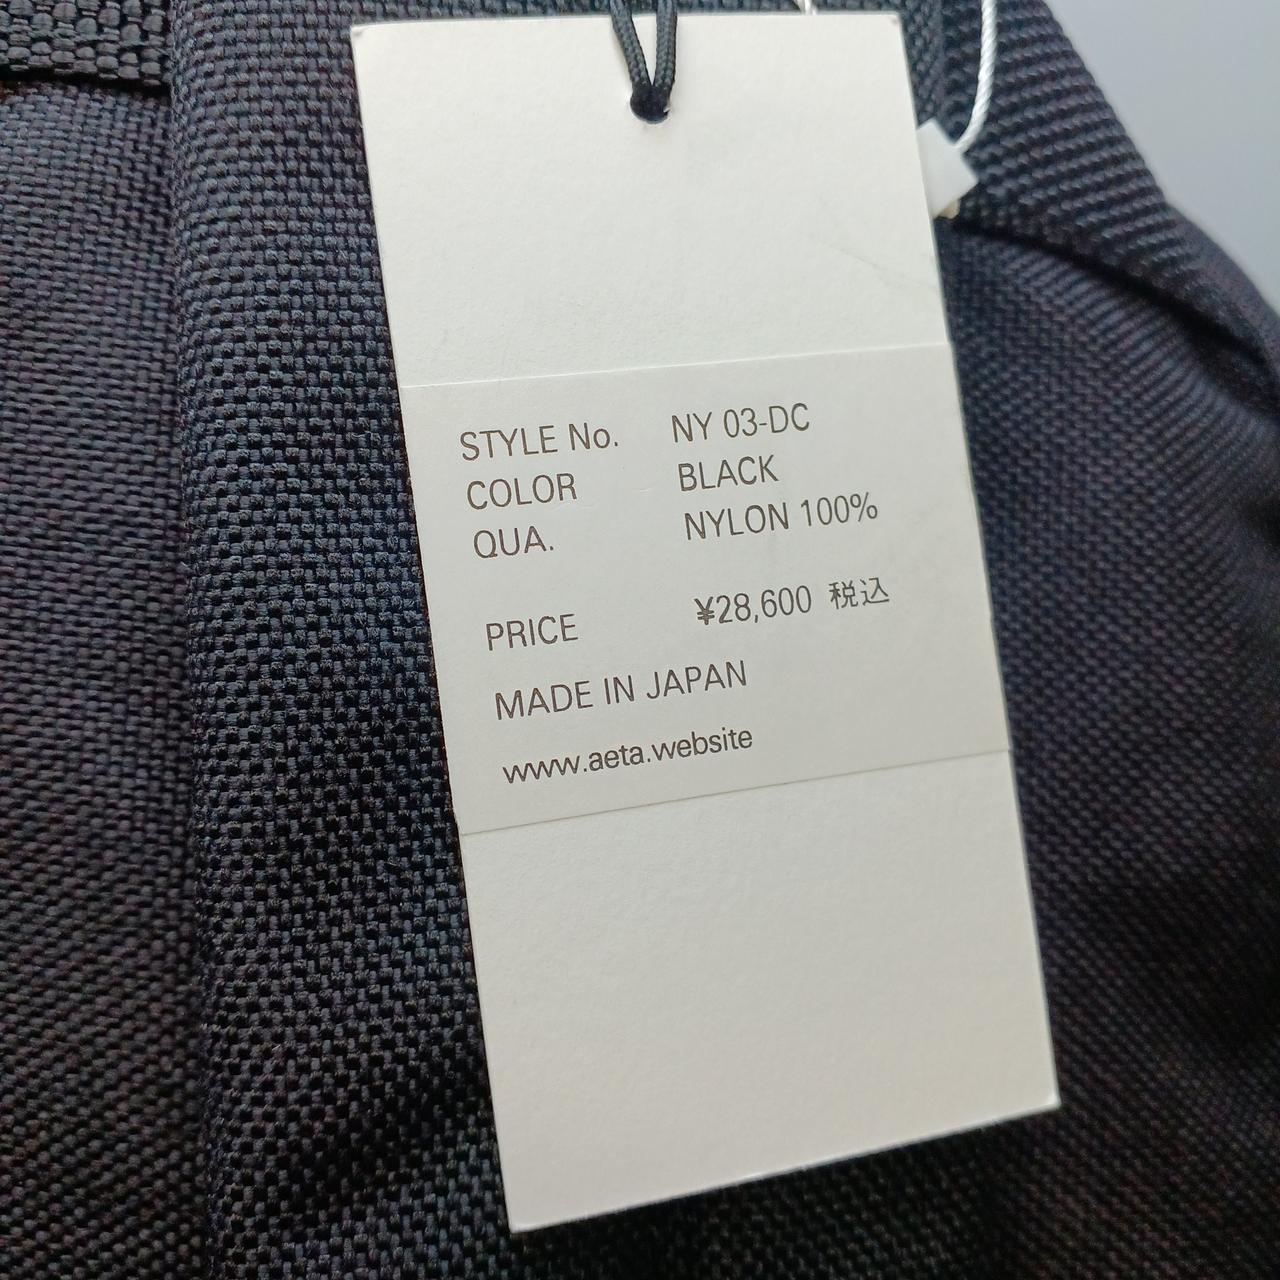 STYLE No. NY 03-DC
COLOR BLACK
QUA. NYLON 100%
PRICE ¥28,600 税込
MADE IN JAPAN
www.aeta.website